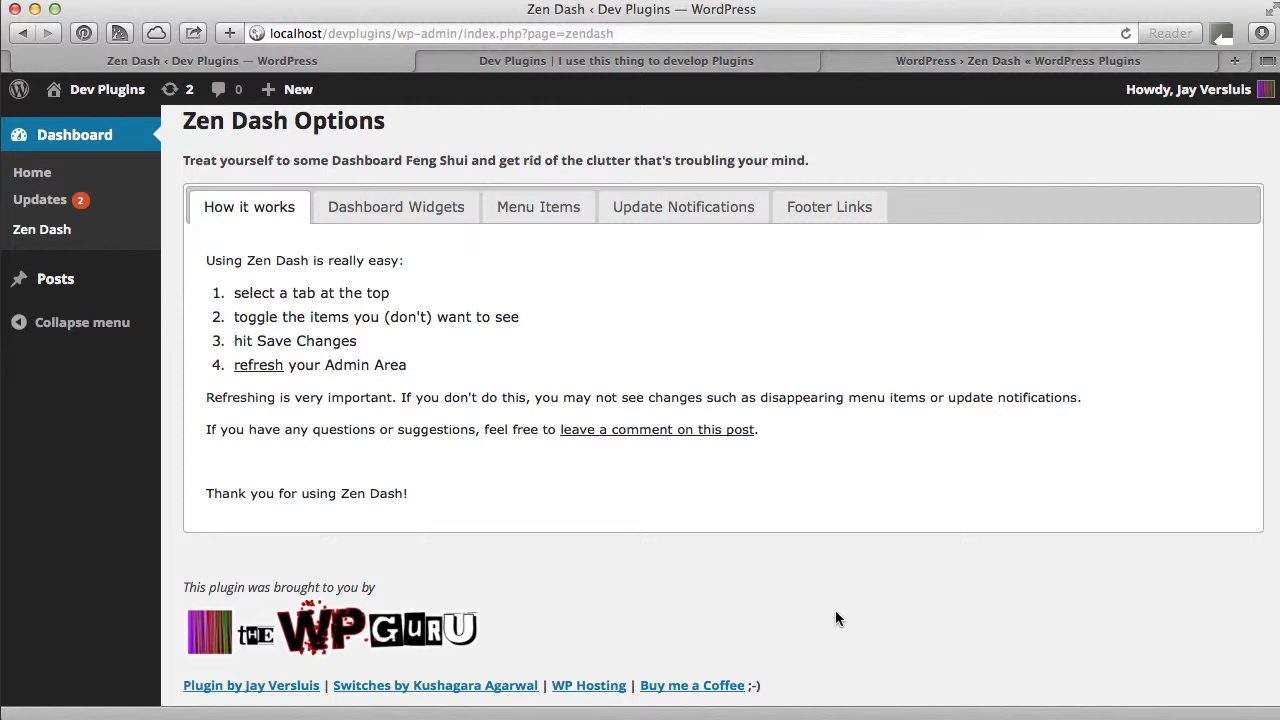 Zen Dash ‹ Dev Plugins — WordPress
localhost/devplugins/wp-admin/index.php?page=zendash
Reader
Zen Dash ‹ Dev Plugins — WordPress
Dev Plugins | I use this thing to develop Plugins
WordPress › Zen Dash « WordPress Plugins
Dev Plugins
2
0
New
Howdy, Jay Versluis
Dashboard
Home
Updates 2
Zen Dash
Posts
Collapse menu
Zen Dash Options
Treat yourself to some Dashboard Feng Shui and get rid of the clutter that's troubling your mind.
How it works
Dashboard Widgets
Menu Items
Update Notifications
Footer Links
Using Zen Dash is really easy:
1. select a tab at the top
2. toggle the items you (don't) want to see
3. hit Save Changes
4. refresh your Admin Area
Refreshing is very important. If you don't do this, you may not see changes such as disappearing menu items or update notifications.
If you have any questions or suggestions, feel free to leave a comment on this post.
Thank you for using Zen Dash!
This plugin was brought to you by
tHE WP GURU
Plugin by Jay Versluis | Switches by Kushagara Agarwal | WP Hosting | Buy me a Coffee ;-)